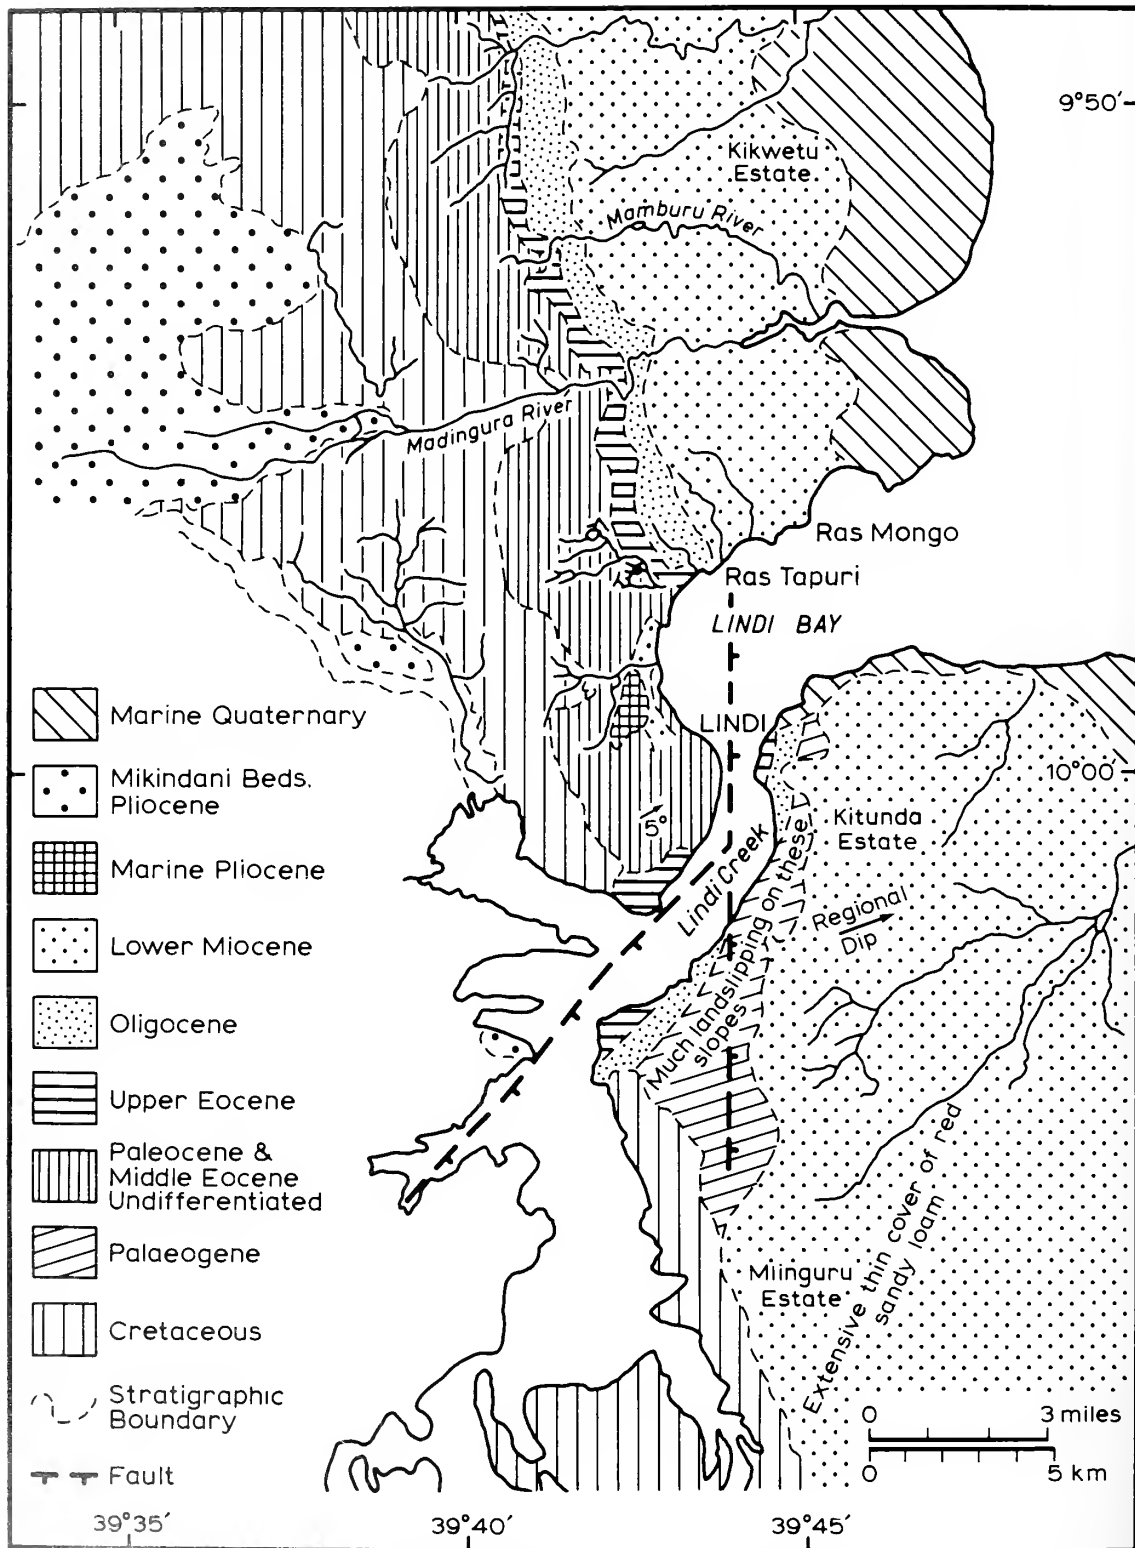 9°50′
Kikwetu
Estate
Mamburu River
Madingura River
Ras Mongo
Ras Tapuri
LINDI BAY
LINDI
10°00′
Kitunda
Estate
5°
Lindi Creek
Much landslipping on these
slopes
Regional
Dip
Extensive thin cover of red
sandy loam
Mlinguru
Estate
Marine Quaternary
Mikindani Beds.
Pliocene
Marine Pliocene
Lower Miocene
Oligocene
Upper Eocene
Paleocene &
Middle Eocene
Undifferentiated
Palaeogene
Cretaceous
Stratigraphic
Boundary
Fault
0 3 miles
0 5 km
39°35′ 39°40′ 39°45′